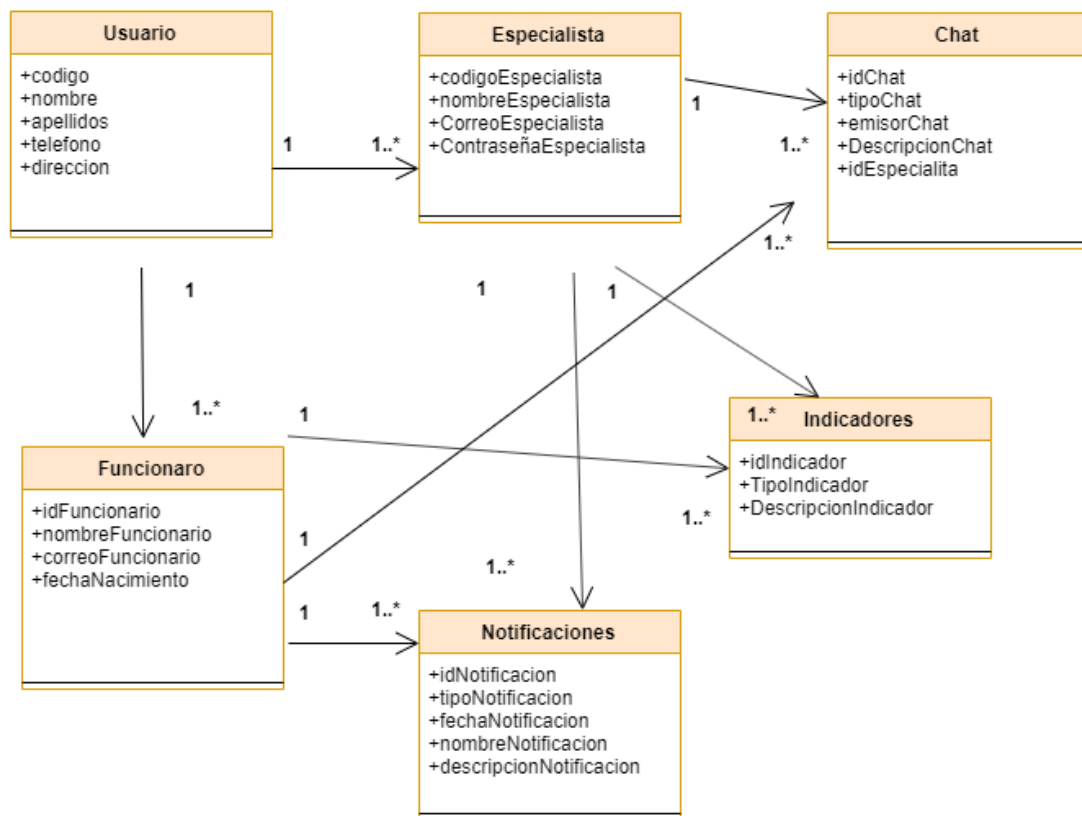 Usuario
+codigo
+nombre
+apellidos
+telefono
+direccion
1
1..*
Especialista
+codigoEspecialista
+nombreEspecialista
+CorreoEspecialista
+ContraseñaEspecialista
1
1..*
Chat
+idChat
+tipoChat
+emisorChat
+DescripcionChat
+idEspecialita
1..*
1
1
1
1..*
1
1..*
Indicadores
+idIndicador
+TipoIndicador
+DescripcionIndicador
1..*
Funcionaro
+idFuncionario
+nombreFuncionario
+correoFuncionario
+fechaNacimiento
1
1..*
1
1..*
Notificaciones
+idNotificacion
+tipoNotificacion
+fechaNotificacion
+nombreNotificacion
+descripcionNotificacion